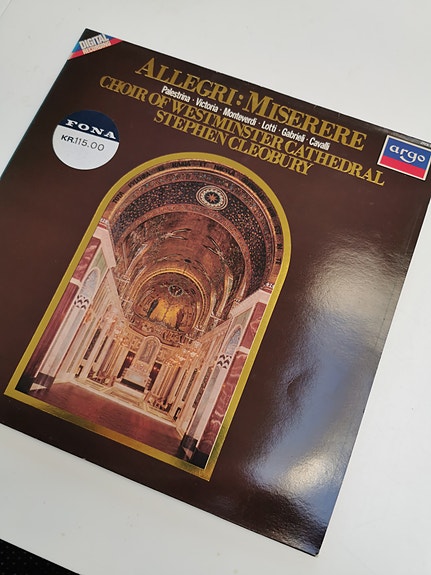 DIGITAL
RECORDING
ALLEGRI: MISERERE
Palestrina · Victoria · Monteverdi · Lotti · Gabrieli · Cavalli
CHOIR OF WESTMINSTER CATHEDRAL
STEPHEN CLEOBURY
argo
FONA
KR.115,00